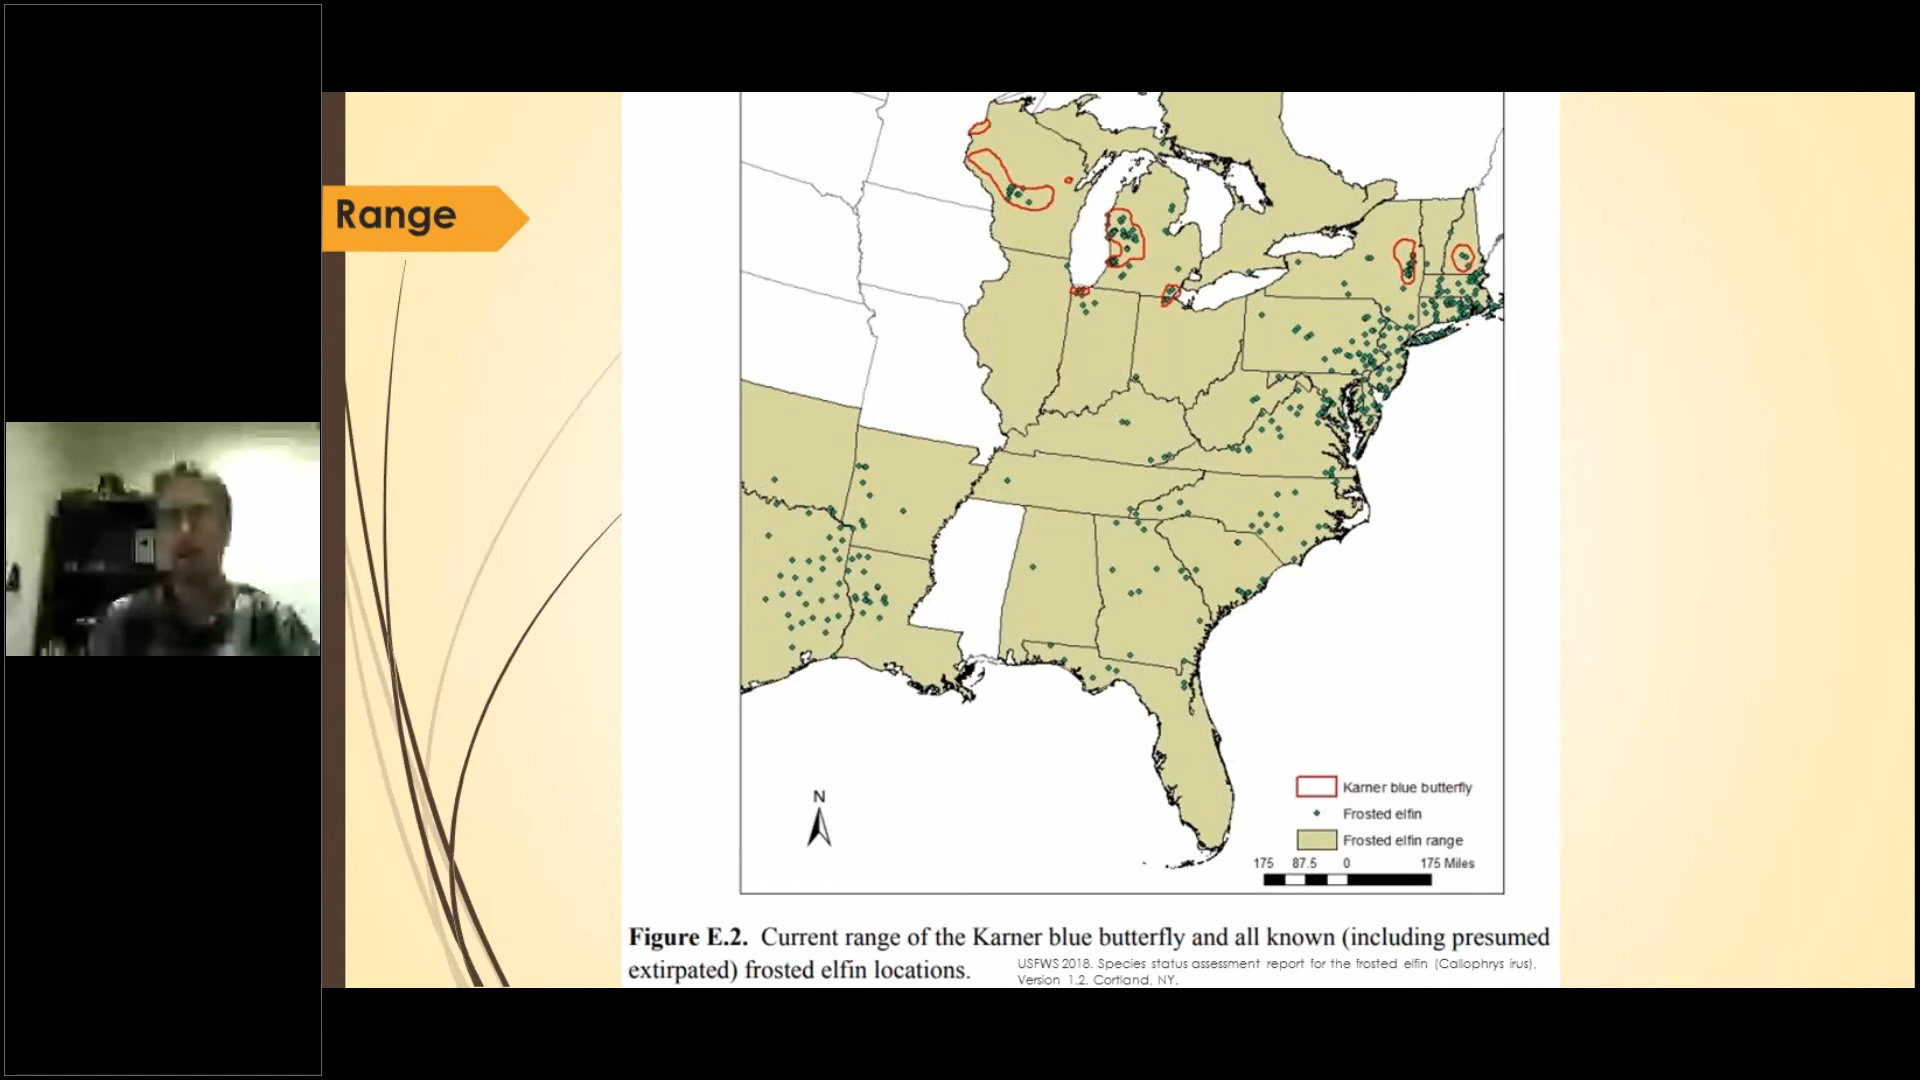 Range
N
Karner blue butterfly
Frosted elfin
Frosted elfin range
175 87.5 0 175 Miles
Figure E.2. Current range of the Karner blue butterfly and all known (including presumed
extirpated) frosted elfin locations.
USFWS 2018. Species status assessment report for the frosted elfin (Callophrys irus).
Version 1.2. Cortland, NY.